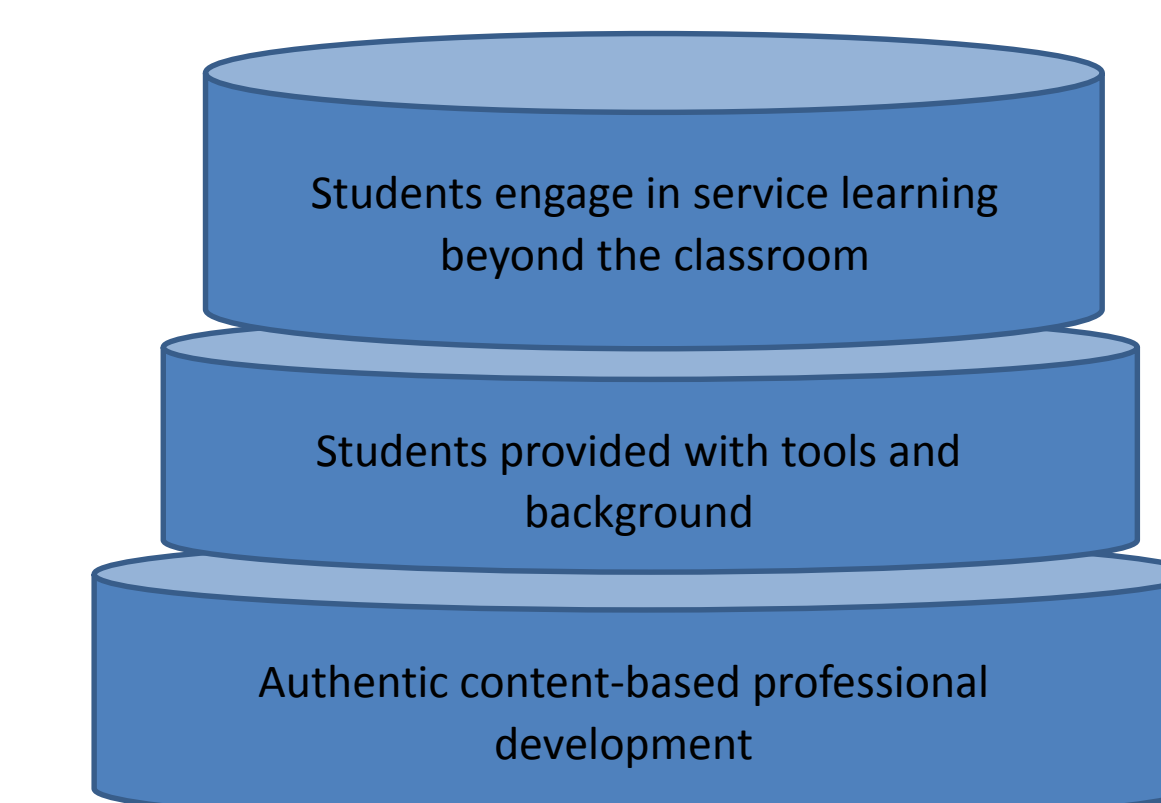 Students engage in service learning
beyond the classroom
Students provided with tools and
background
Authentic content-based professional
development